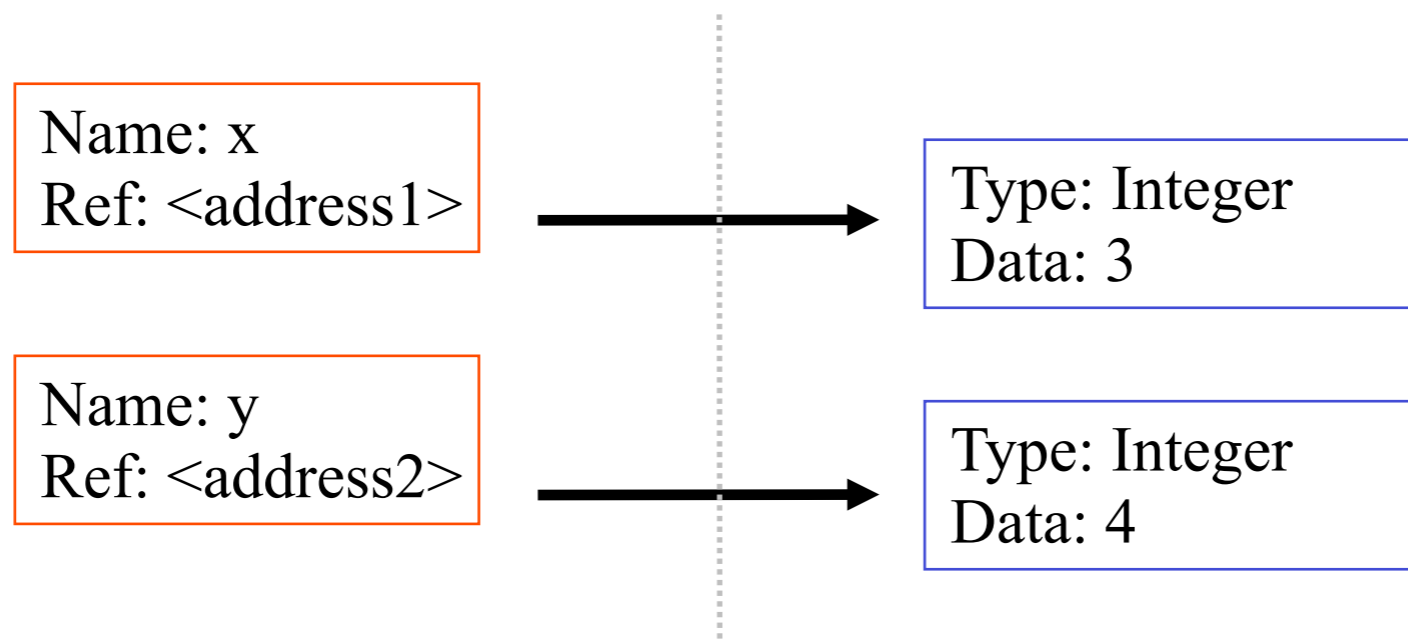 Name: x
Ref: <address1>
Type: Integer
Data: 3
Name: y
Ref: <address2>
Type: Integer
Data: 4